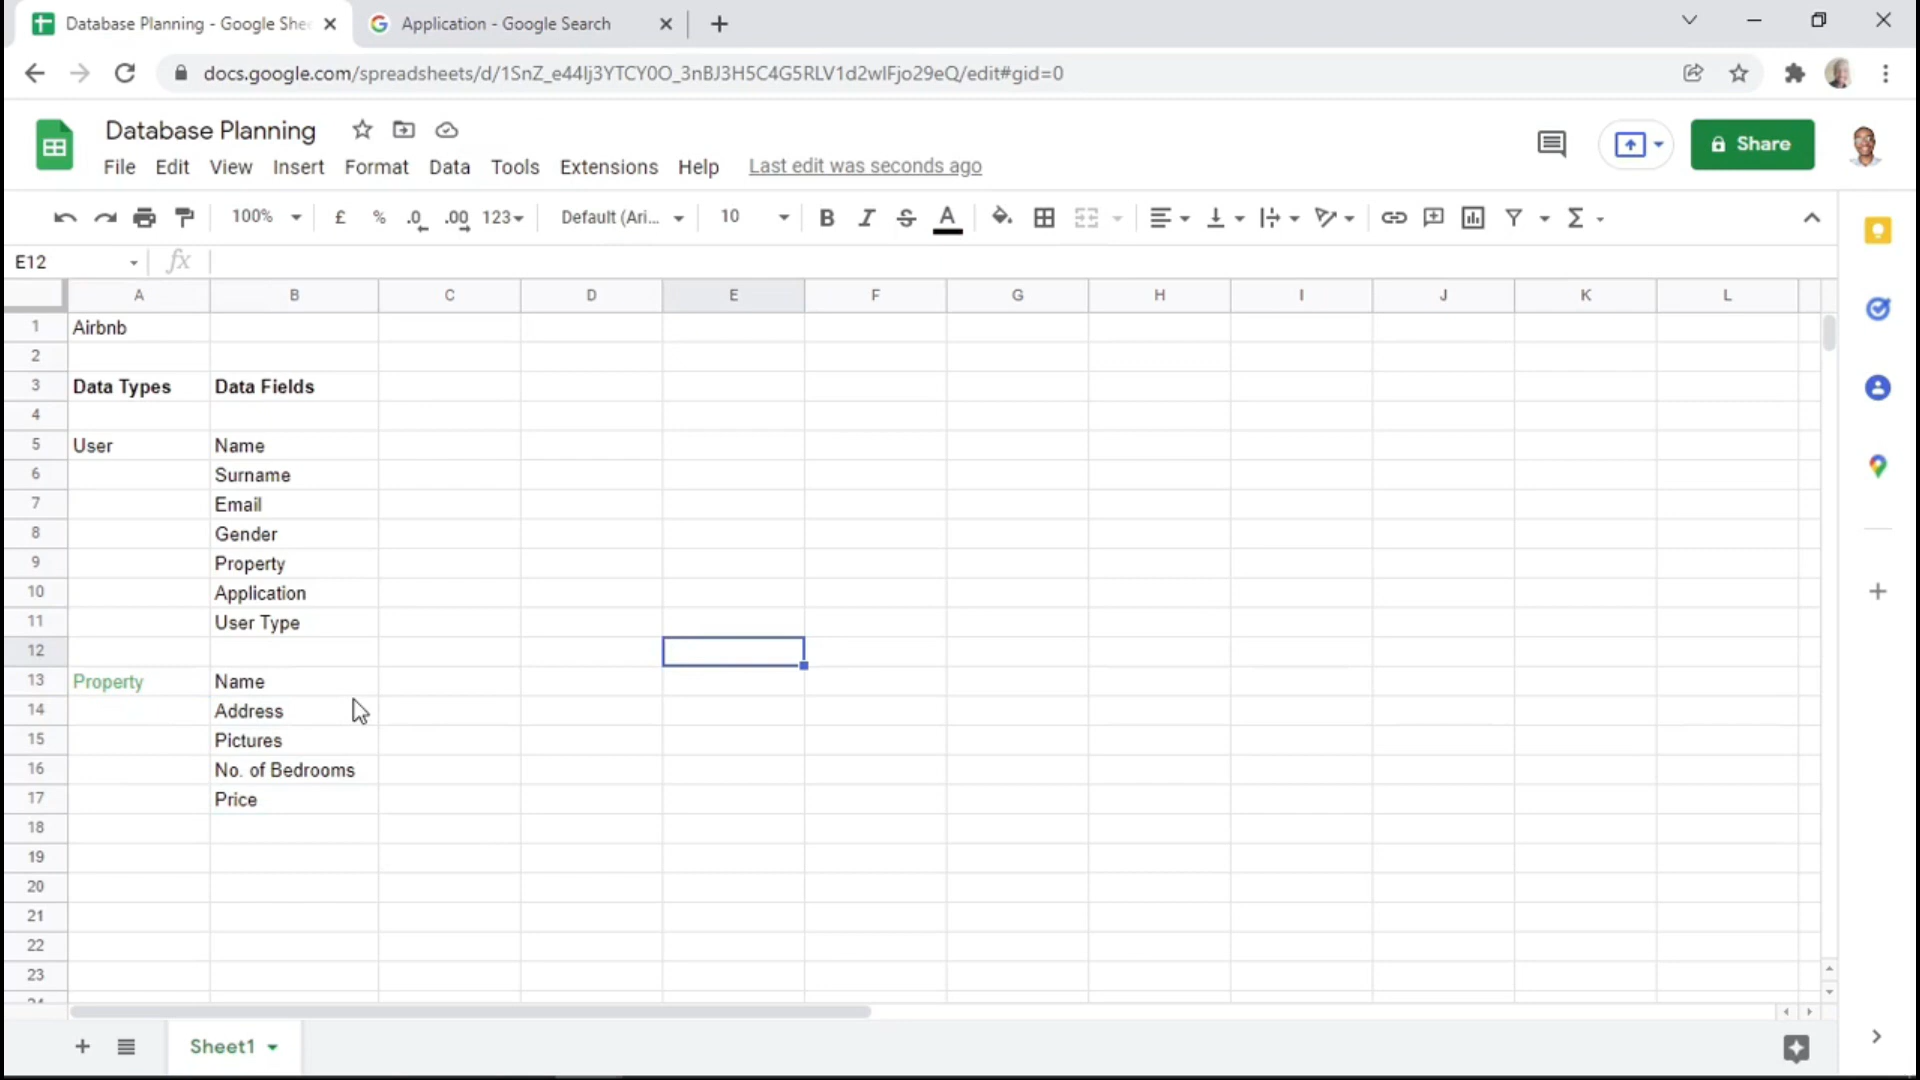 Database Planning - Google Shee
Application - Google Search
docs.google.com/spreadsheets/d/1SnZ_e44Ij3YTCY0O_3nBJ3H5C4G5RLV1d2wIFjo29eQ/edit#gid=0
Database Planning
File Edit View Insert Format Data Tools Extensions Help Last edit was seconds ago
Share
100% £ % .0 .00 123 Default (Ari... 10 B I S A Σ
E12 fx
A B C D E F G H I J K L
1 Airbnb
2
3 Data Types Data Fields
4
5 User Name
6 Surname
7 Email
8 Gender
9 Property
10 Application
11 User Type
12
13 Property Name
14 Address
15 Pictures
16 No. of Bedrooms
17 Price
18
19
20
21
22
23
24
Sheet1